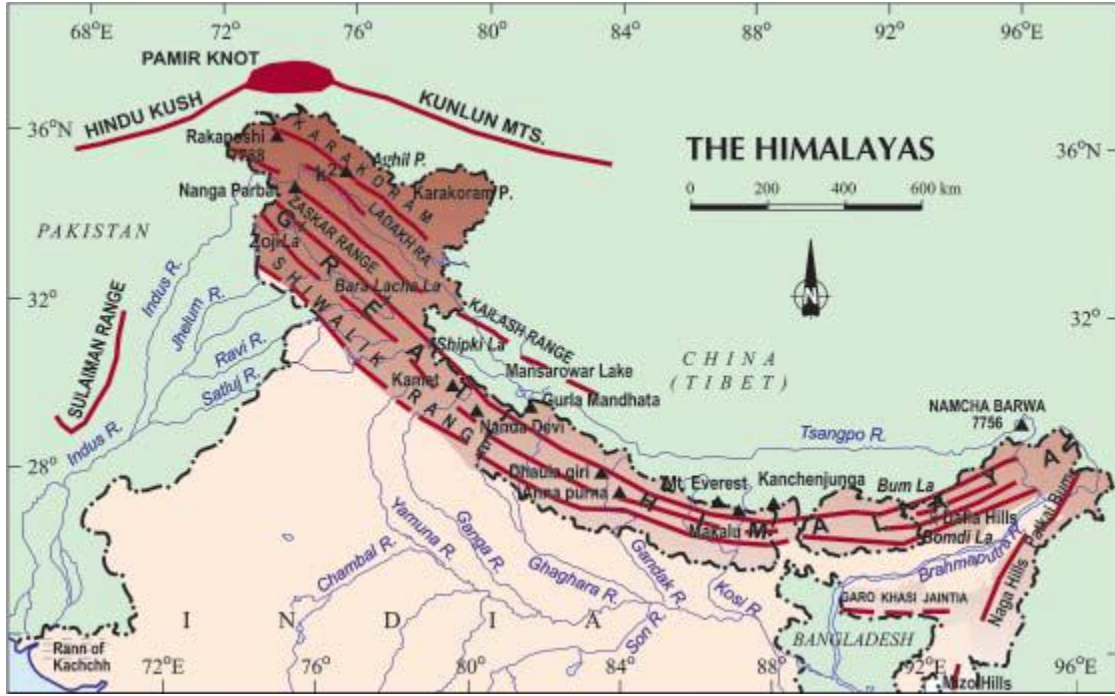 68°E
72°
76°
80°
84°
88°
92°
96°E
PAMIR KNOT
HINDU KUSH
KUNLUN MTS.
36°N
36°N
THE HIMALAYAS
0 200 400 600 km
Rakaposhi
7788
KARAKORAM
Aghil P.
K2
Nanga Parbat
Karakoram P.
LADAKH RA.
ZASKAR RANGE
PAKISTAN
Zoji La
N
Indus R.
Bara Lacha La
32°
32°
SULAIMAN RANGE
Jhelum R.
SHIWALIK RANG
GREAT HIMALAYA
KAILASH RANGE
Ravi R.
Shipki La
CHINA
(TIBET)
Mansarowar Lake
Satluj R.
Kamet
Gurla Mandhata
NAMCHA BARWA
7756
Nanda Devi
Tsangpo R.
Indus R.
28°
28°
Dhaula giri
Mt. Everest
Kanchenjunga
Bum La
Anna purna
Makalu
Dafla Hills
Bomdi La
Patkai Bum
Brahmaputra R.
Yamuna R.
Ganga R.
Chambal R.
Ghaghara R.
Gandak R.
Kosi R.
GARO KHASI JAINTIA
Naga Hills
INDIA
Son R.
BANGLADESH
Rann of
Kachchh
72°E
76°
80°
84°
88°
92°E
96°E
Mizo Hills